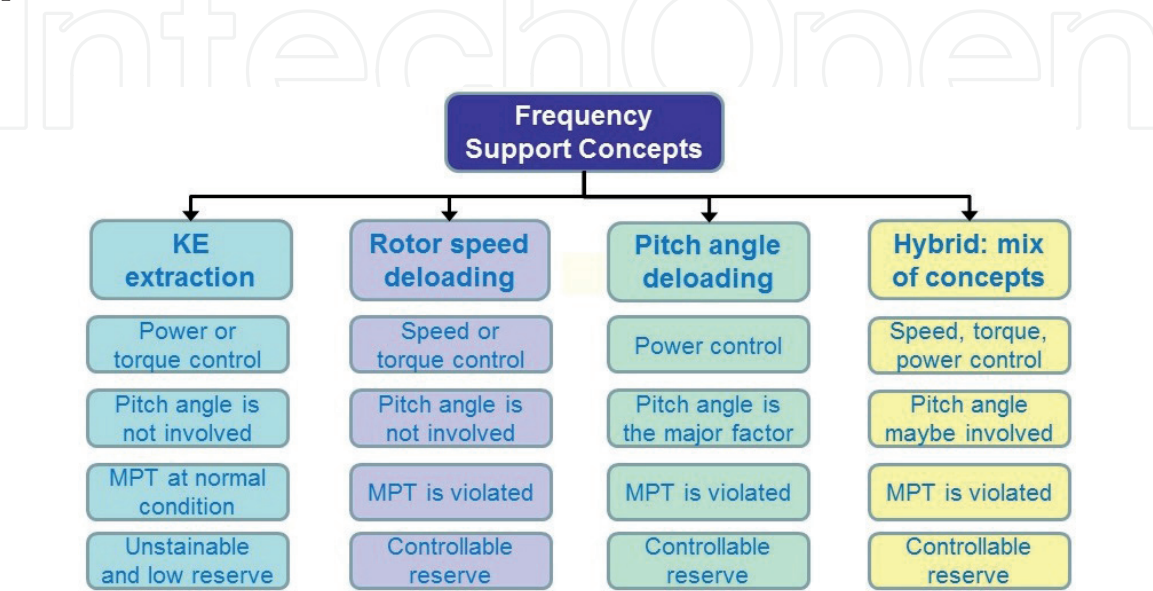 IntechOpen
Frequency
Support Concepts
KE
extraction
Rotor speed
deloading
Pitch angle
deloading
Hybrid: mix
of concepts
Power or
torque control
Speed or
torque control
Power control
Speed, torque,
power control
Pitch angle is
not involved
Pitch angle is
not involved
Pitch angle is
the major factor
Pitch angle
maybe involved
MPT at normal
condition
MPT is violated
MPT is violated
MPT is violated
Unstainable
and low reserve
Controllable
reserve
Controllable
reserve
Controllable
reserve